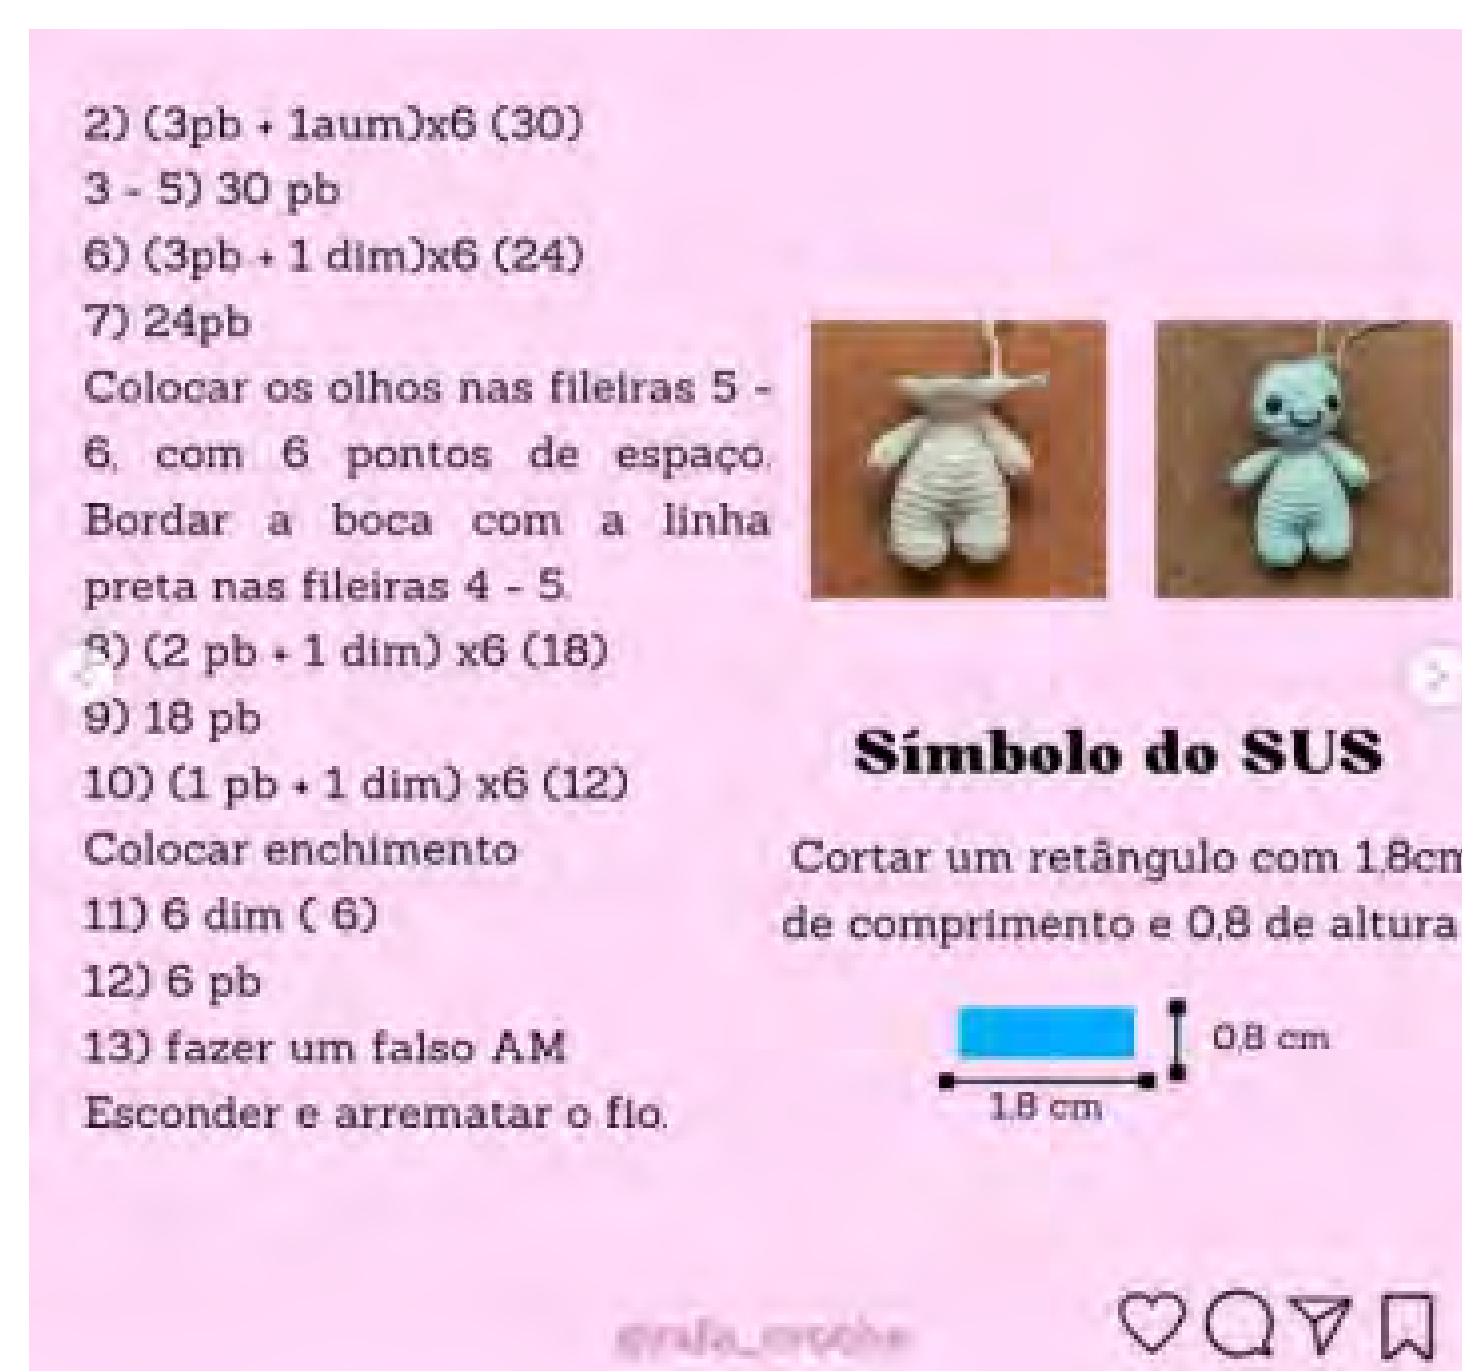 2) (3pb + 1aum)x6 (30)
3 - 5) 30 pb
6) (3pb + 1 dim)x6 (24)
7) 24pb
Colocar os olhos nas fileiras 5 -
6, com 6 pontos de espaço.
Bordar a boca com a linha
preta nas fileiras 4 - 5.
8) (2 pb + 1 dim) x6 (18)
9) 18 pb
10) (1 pb + 1 dim) x6 (12)
Colocar enchimento
11) 6 dim ( 6)
12) 6 pb
13) fazer um falso AM
Esconder e arrematar o fio.
Símbolo do SUS
Cortar um retângulo com 1,8cm
de comprimento e 0,8 de altura
0,8 cm
1,8 cm